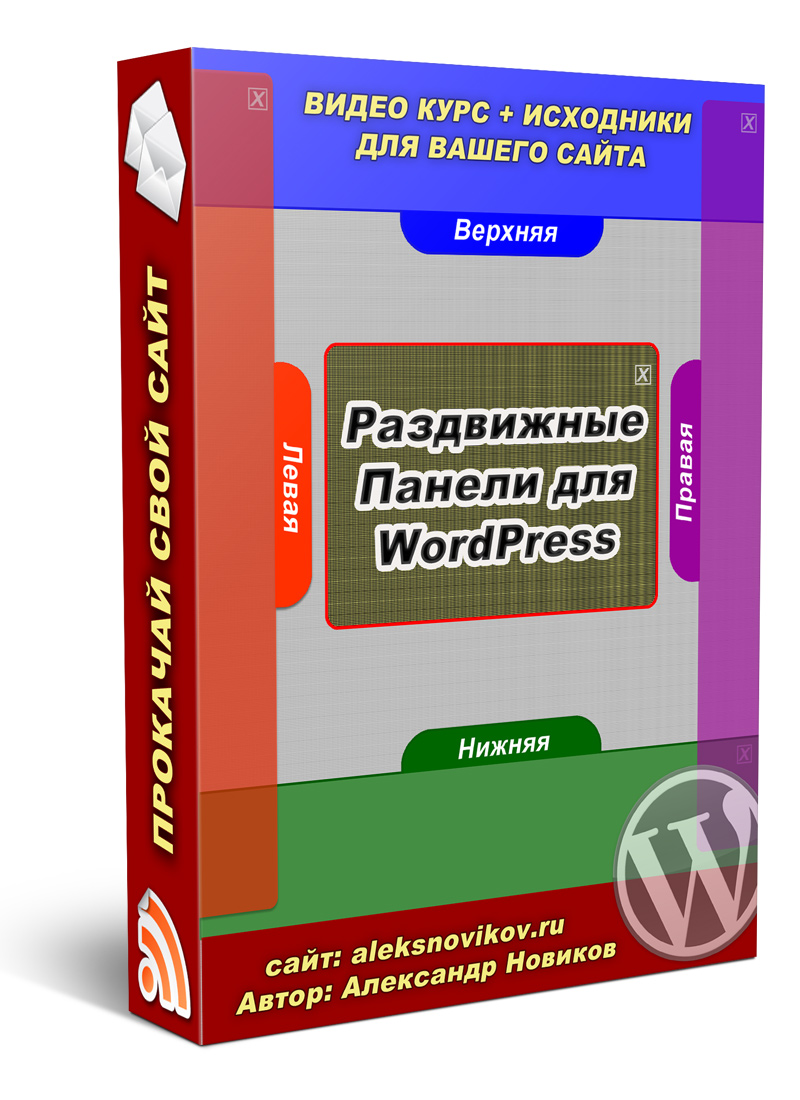 ПРОКАЧАЙ СВОЙ САЙТ
X
X
ВИДЕО КУРС + ИСХОДНИКИ
ДЛЯ ВАШЕГО САЙТА
Верхняя
X
Раздвижные
Панели для
WordPress
Левая
Правая
Нижняя
X
W
сайт: aleksnovikov.ru
Автор: Александр Новиков